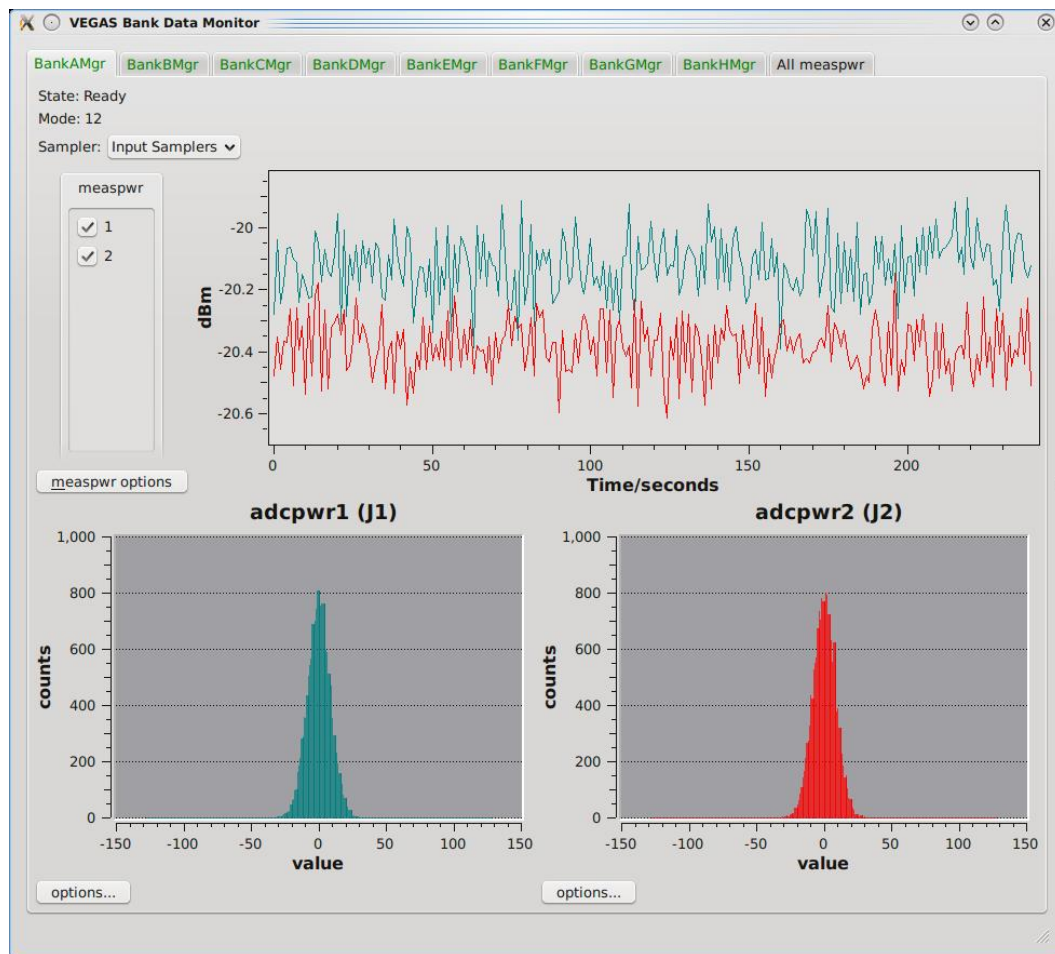 VEGAS Bank Data Monitor
BankAMgr BankBMgr BankCMgr BankDMgr BankEMgr BankFMgr BankGMgr BankHMgr All measpwr
State: Ready
Mode: 12
Sampler: Input Samplers
measpwr
1
2
measpwr options
dBm
-20
-20.2
-20.4
-20.6
0 50 100 150 200
Time/seconds
adcpwr1 (J1)
counts
1,000
800
600
400
200
0
-150 -100 -50 0 50 100 150
value
options...
adcpwr2 (J2)
counts
1,000
800
600
400
200
0
-150 -100 -50 0 50 100 150
value
options...